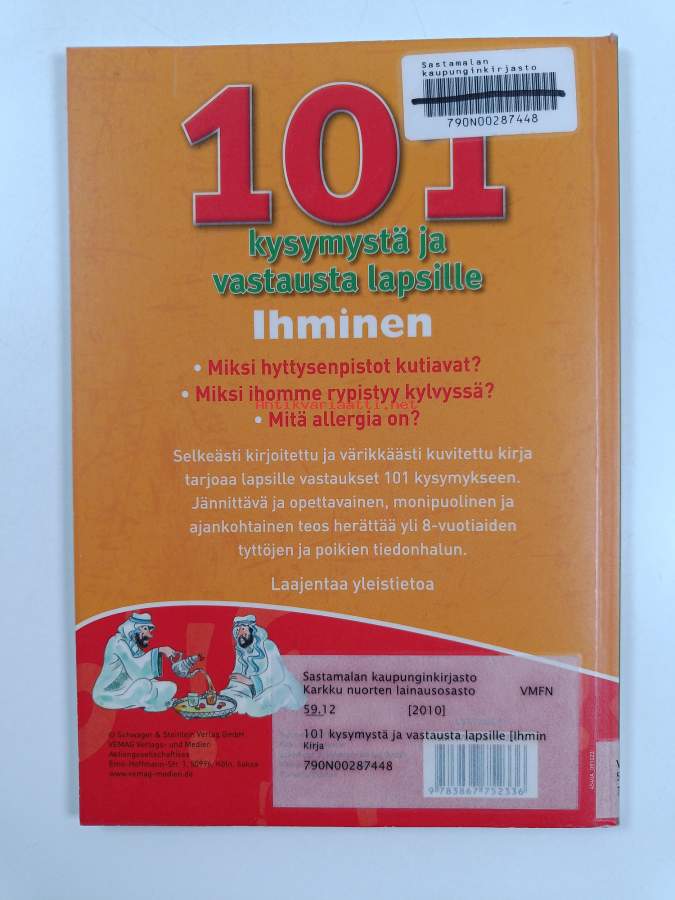 Sastamalan
kaupunginkirjasto
790N00287448
101
kysymystä ja
vastausta lapsille
Ihminen
• Miksi hyttysenpistot kutiavat?
• Miksi ihomme rypistyy kylvyssä?
Antikvariaatti.net
• Mitä allergia on?
Selkeästi kirjoitettu ja värikkäästi kuvitettu kirja
tarjoaa lapsille vastaukset 101 kysymykseen.
Jännittävä ja opettavainen, monipuolinen ja
ajankohtainen teos herättää yli 8-vuotiaiden
tyttöjen ja poikien tiedonhalun.
Laajentaa yleistietoa
Sastamalan kaupunginkirjasto
Karkku nuorten lainausosasto VMFN
59.12 [2010]
101 kysymystä ja vastausta lapsille [Ihmin
Kirja
790N00287448
9 783867 752336
© Schwager & Steinlein Verlag GmbH
VEMAG Verlags- und Medien
Aktiengesellschaft
Emil-Hoffmann-Str. 1, 50996 Köln, Saksa
www.vemag-medien.de